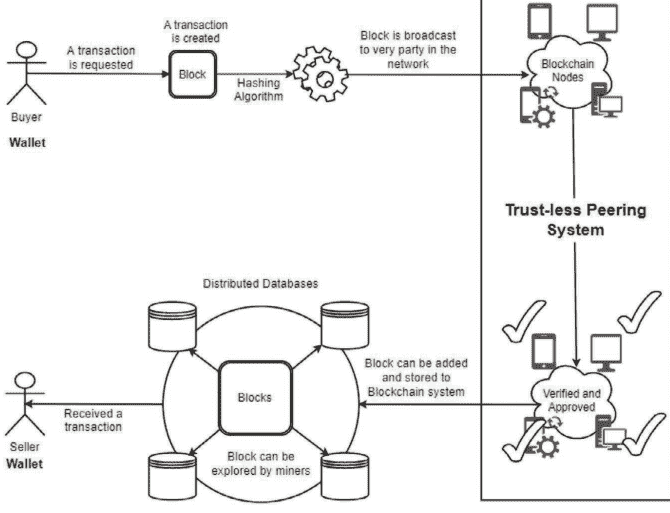 A transaction
is requested
A transaction
is created
Block
Hashing
Algorithm
Block is broadcast
to very party in the
network
Blockchain
Nodes
Buyer
Wallet
Trust-less Peering
System
Distributed Databases
Verified and
Approved
Block can be added
and stored to
Blockchain system
Blocks
Block can be
explored by miners
Received a
transaction
Seller
Wallet